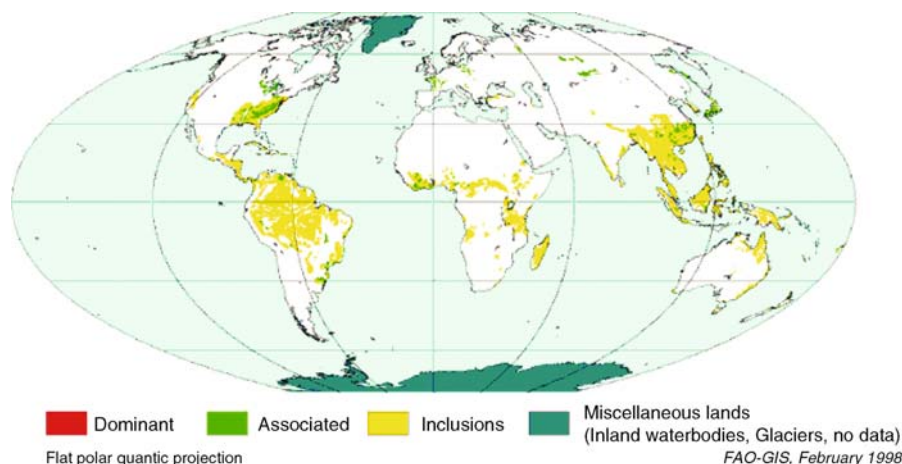 Dominant Associated Inclusions Miscellaneous lands
(Inland waterbodies, Glaciers, no data)
Flat polar quantic projection FAO-GIS, February 1998